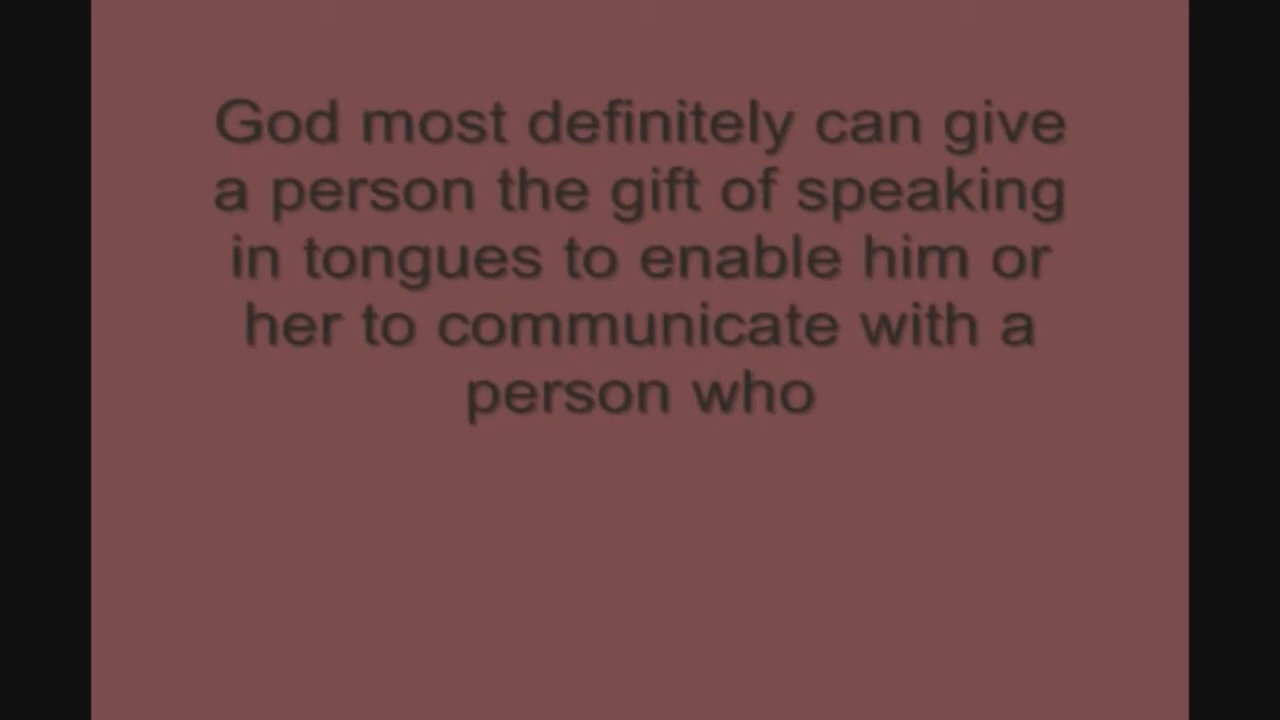 God most definitely can give
a person the gift of speaking
in tongues to enable him or
her to communicate with a
person who